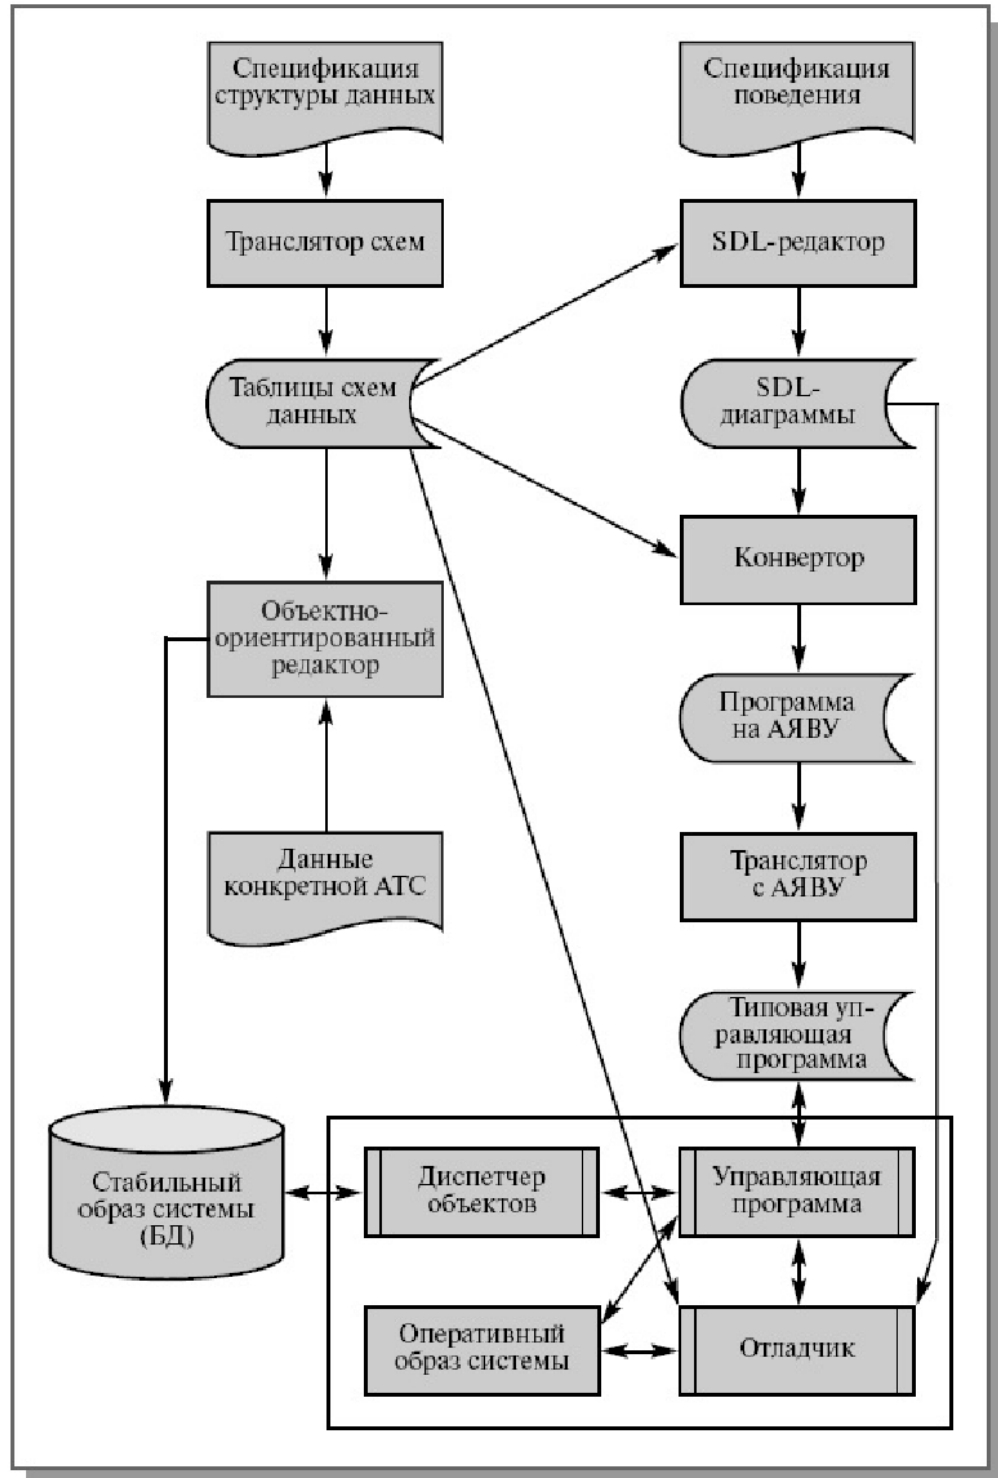 Спецификация
структуры данных
Спецификация
поведения
Транслятор схем
SDL-редактор
Таблицы схем
данных
SDL-
диаграммы
Конвертор
Объектно-
ориентированный
редактор
Программа
на АЯВУ
Данные
конкретной АТС
Транслятор
с АЯВУ
Типовая уп-
равляющая
программа
Стабильный
образ системы
(БД)
Диспетчер
объектов
Управляющая
программа
Оперативный
образ системы
Отладчик